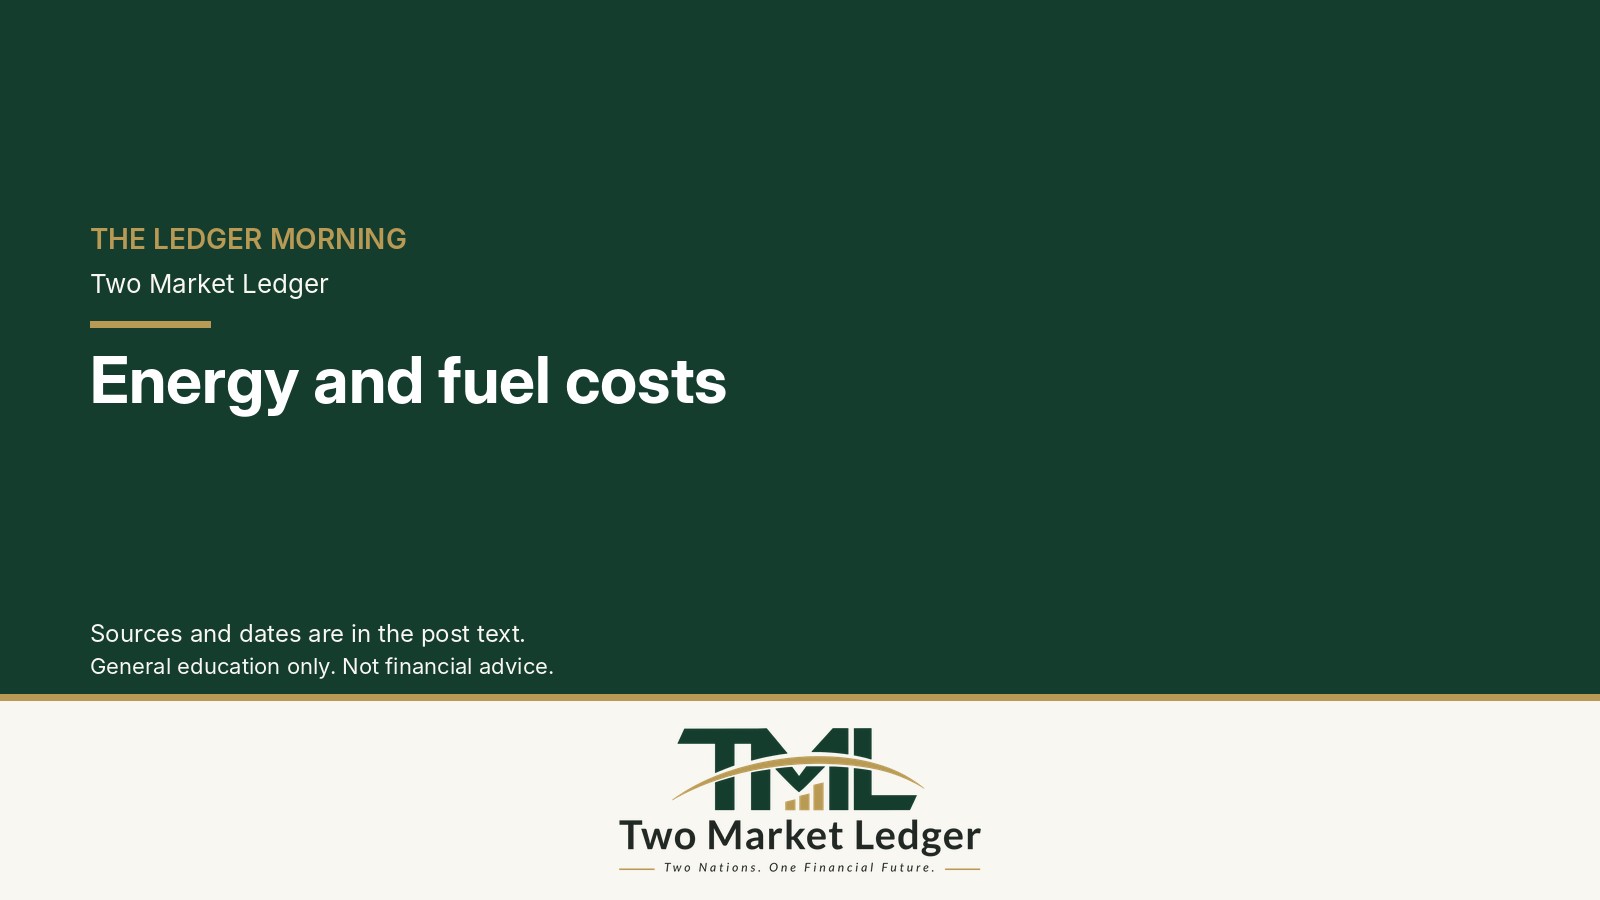 THE LEDGER MORNING
Two Market Ledger
Energy and fuel costs
Sources and dates are in the post text.
General education only. Not financial advice.
TML
Two Market Ledger
Two Nations. One Financial Future.